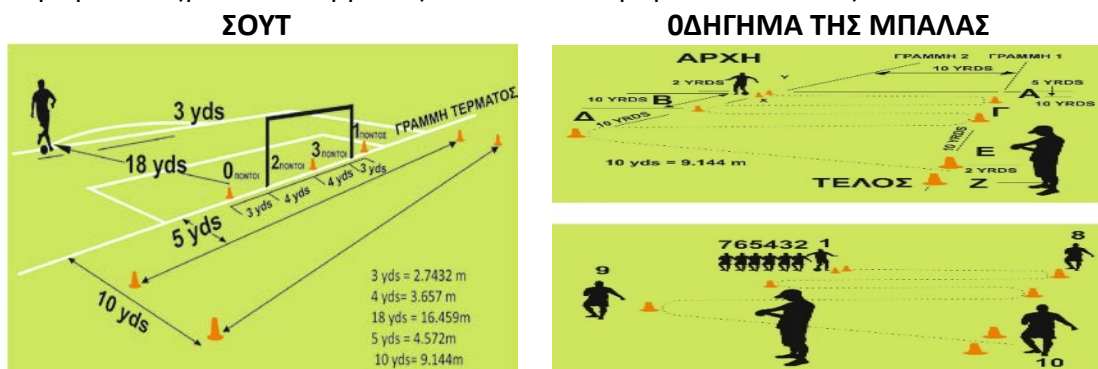 ΣΟΥΤ
3 yds
18 yds
ΓΡΑΜΜΗ ΤΕΡΜΑΤΟΣ
0 ΠΟΝΤΟΙ
2 ΠΟΝΤΟΙ
3 ΠΟΝΤΟΙ
1 ΠΟΝΤΟΣ
3 yds
4 yds
4 yds
3 yds
5 yds
10 yds
3 yds = 2.7432 m
4 yds= 3.657 m
18 yds = 16.459m
5 yds = 4.572m
10 yds= 9.144m
0ΔΗΓΗΜΑ ΤΗΣ ΜΠΑΛΑΣ
ΑΡΧΗ
ΓΡΑΜΜΗ 2
ΓΡΑΜΜΗ 1
10 YRDS
2 YRDS
Y
5 YRDS
10 YRDS
B
X
A
10 YRDS
Δ
Γ
10 YRDS
10 YRDS
E
10 yds = 9.144 m
2 YRDS
ΤΕΛΟΣ
Z
765432 1
8
9
10